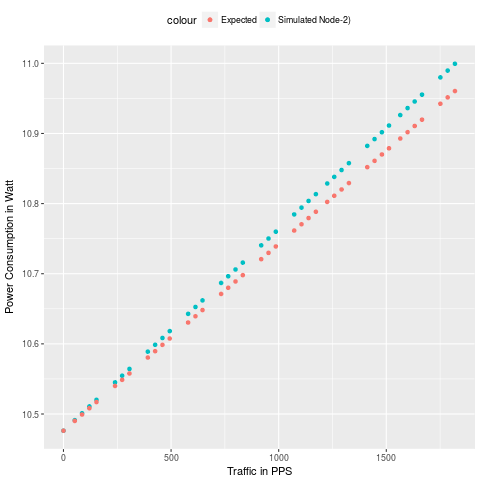 colour Expected Simulated Node-2)
11.0
10.9
10.8
10.7
10.6
10.5
Power Consumption in Watt
0 500 1000 1500
Traffic in PPS